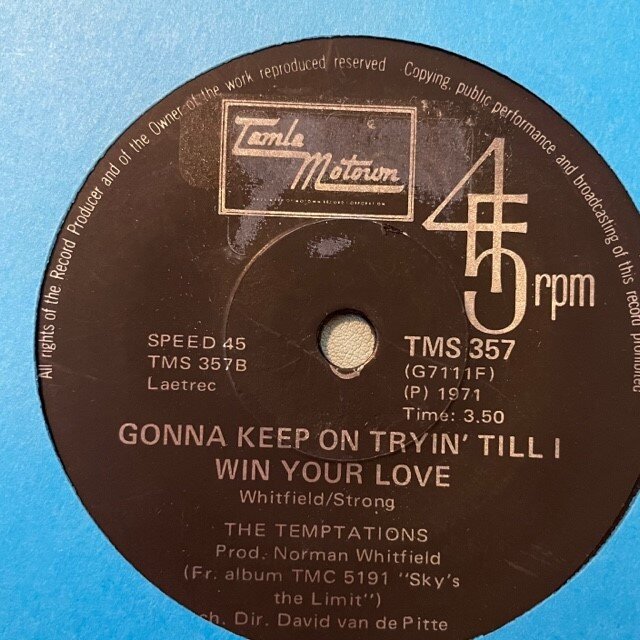 All rights of the Record Producer and of the Owner of the work reproduced reserved
Copying, public performance and broadcasting of this record
Tamla
Motown
45
rpm
SPEED 45
TMS 357B
Laetrec
TMS 357
(G7111F)
(P) 1971
Time: 3.50
GONNA KEEP ON TRYIN' TILL I
WIN YOUR LOVE
Whitfield/Strong
THE TEMPTATIONS
Prod. Norman Whitfield
(Fr. album TMC 5191 "Sky's
the Limit")
ch. Dir. David van de Pitte